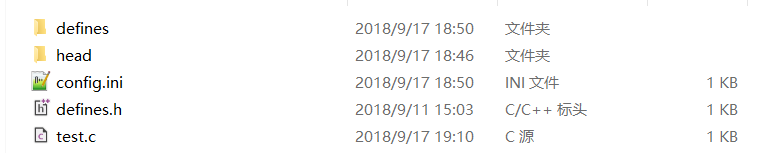 defines 2018/9/17 18:50 文件夹
head 2018/9/17 18:46 文件夹
config.ini 2018/9/17 18:50 INI 文件 1 KB
defines.h 2018/9/11 15:03 C/C++ 标头 1 KB
test.c 2018/9/17 19:10 C 源 1 KB